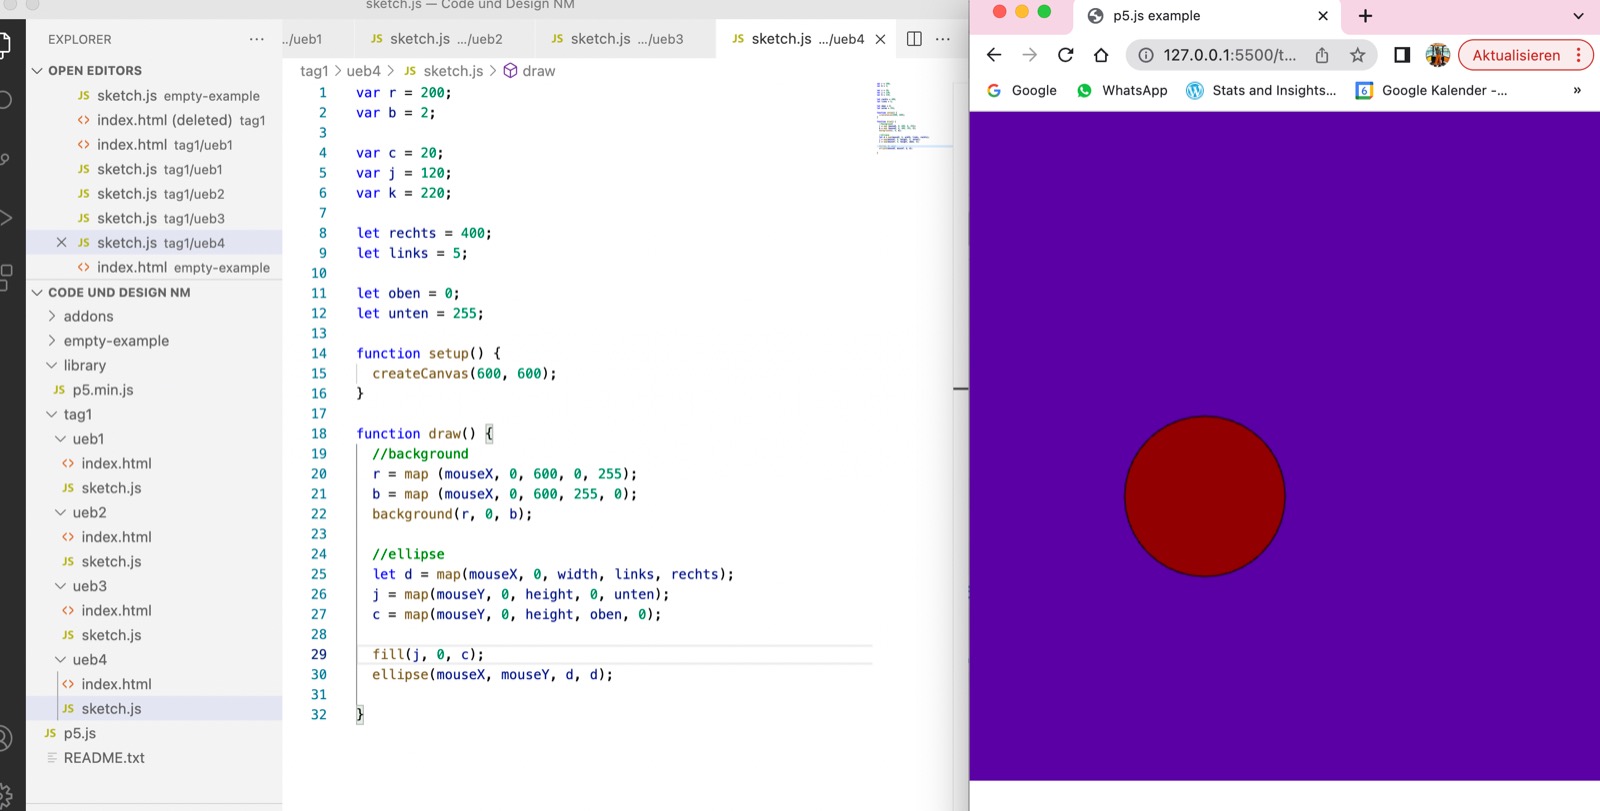 sketch.js — Code und Design NM
EXPLORER
OPEN EDITORS
sketch.js empty-example
index.html (deleted) tag1
index.html tag1/ueb1
sketch.js tag1/ueb1
sketch.js tag1/ueb2
sketch.js tag1/ueb3
sketch.js tag1/ueb4
index.html empty-example
CODE UND DESIGN NM
addons
empty-example
library
p5.min.js
tag1
ueb1
index.html
sketch.js
ueb2
index.html
sketch.js
ueb3
index.html
sketch.js
ueb4
index.html
sketch.js
p5.js
README.txt
.../ueb1 JS sketch.js .../ueb2 JS sketch.js .../ueb3 JS sketch.js .../ueb4
tag1 > ueb4 > JS sketch.js > draw
1 var r = 200;
2 var b = 2;
3
4 var c = 20;
5 var j = 120;
6 var k = 220;
7
8 let rechts = 400;
9 let links = 5;
10
11 let oben = 0;
12 let unten = 255;
13
14 function setup() {
15 createCanvas(600, 600);
16 }
17
18 function draw() {
19 //background
20 r = map (mouseX, 0, 600, 0, 255);
21 b = map (mouseX, 0, 600, 255, 0);
22 background(r, 0, b);
23
24 //ellipse
25 let d = map(mouseX, 0, width, links, rechts);
26 j = map(mouseY, 0, height, 0, unten);
27 c = map(mouseY, 0, height, oben, 0);
28
29 fill(j, 0, c);
30 ellipse(mouseX, mouseY, d, d);
31
32 }
p5.js example
127.0.0.1:5500/t...
Aktualisieren
Google WhatsApp Stats and Insights... 6 Google Kalender -... »